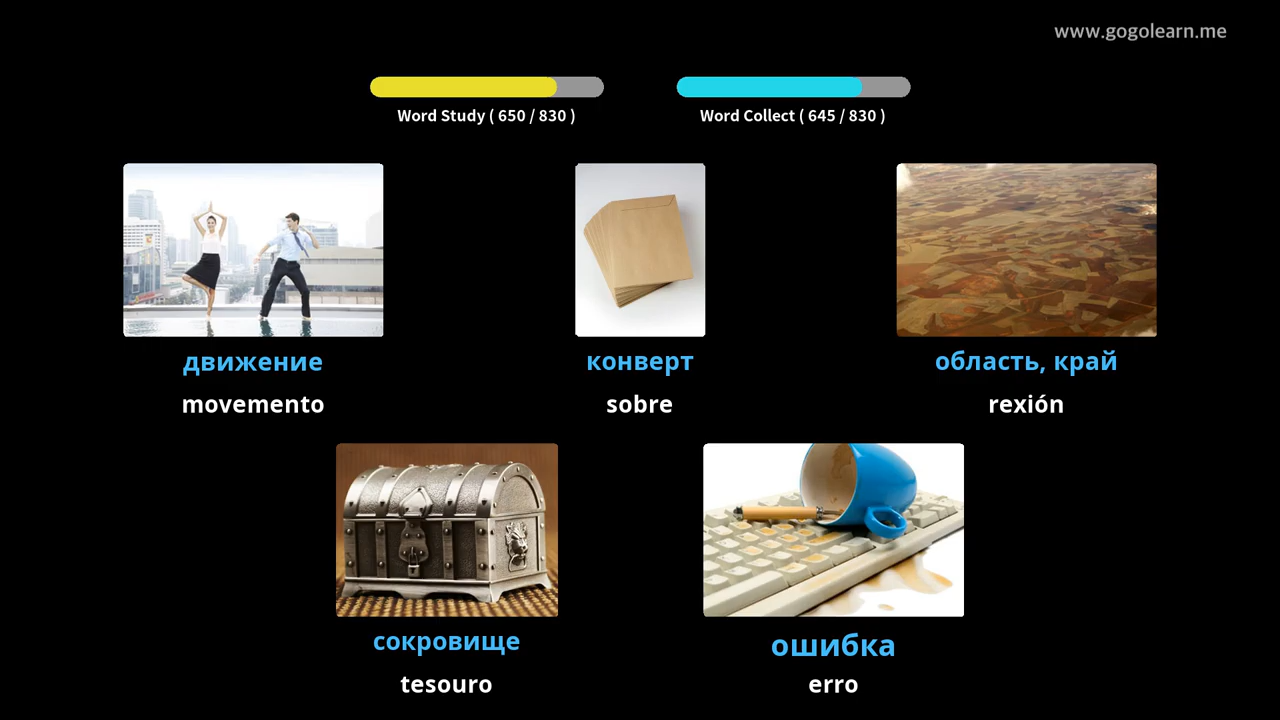 www.gogolearn.me
Word Study ( 650 / 830 )
Word Collect ( 645 / 830 )
движение
movemento
конверт
sobre
область, край
rexión
сокровище
tesouro
ошибка
erro